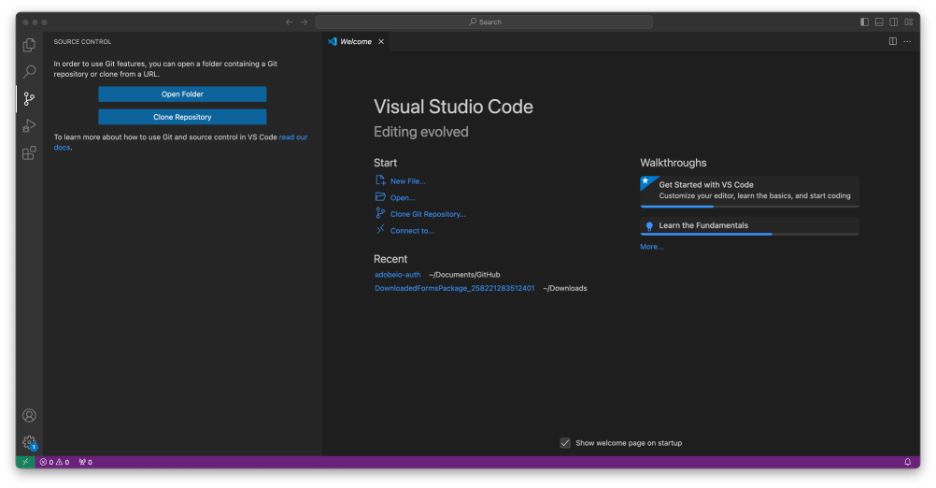 Search
SOURCE CONTROL
In order to use Git features, you can open a folder containing a Git
repository or clone from a URL.
Open Folder
Clone Repository
To learn more about how to use Git and source control in VS Code read our
docs.
Welcome
Visual Studio Code
Editing evolved
Start
New File...
Open...
Clone Git Repository...
Connect to...
Recent
adobeio-auth ~/Documents/GitHub
DownloadedFormsPackage_258221283512401 ~/Downloads
Walkthroughs
Get Started with VS Code
Customize your editor, learn the basics, and start coding
Learn the Fundamentals
More...
Show welcome page on startup
1
0 0 0